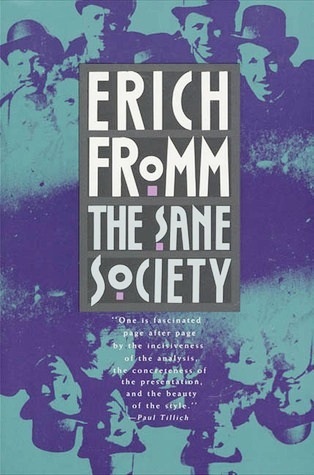 ERICH
FROMM
THE SANE
SOCIETY
"One is fascinated
page after page
by the incisiveness
of the analysis,
the concreteness of
the presentation,
and the beauty
of the style."
—Paul Tillich